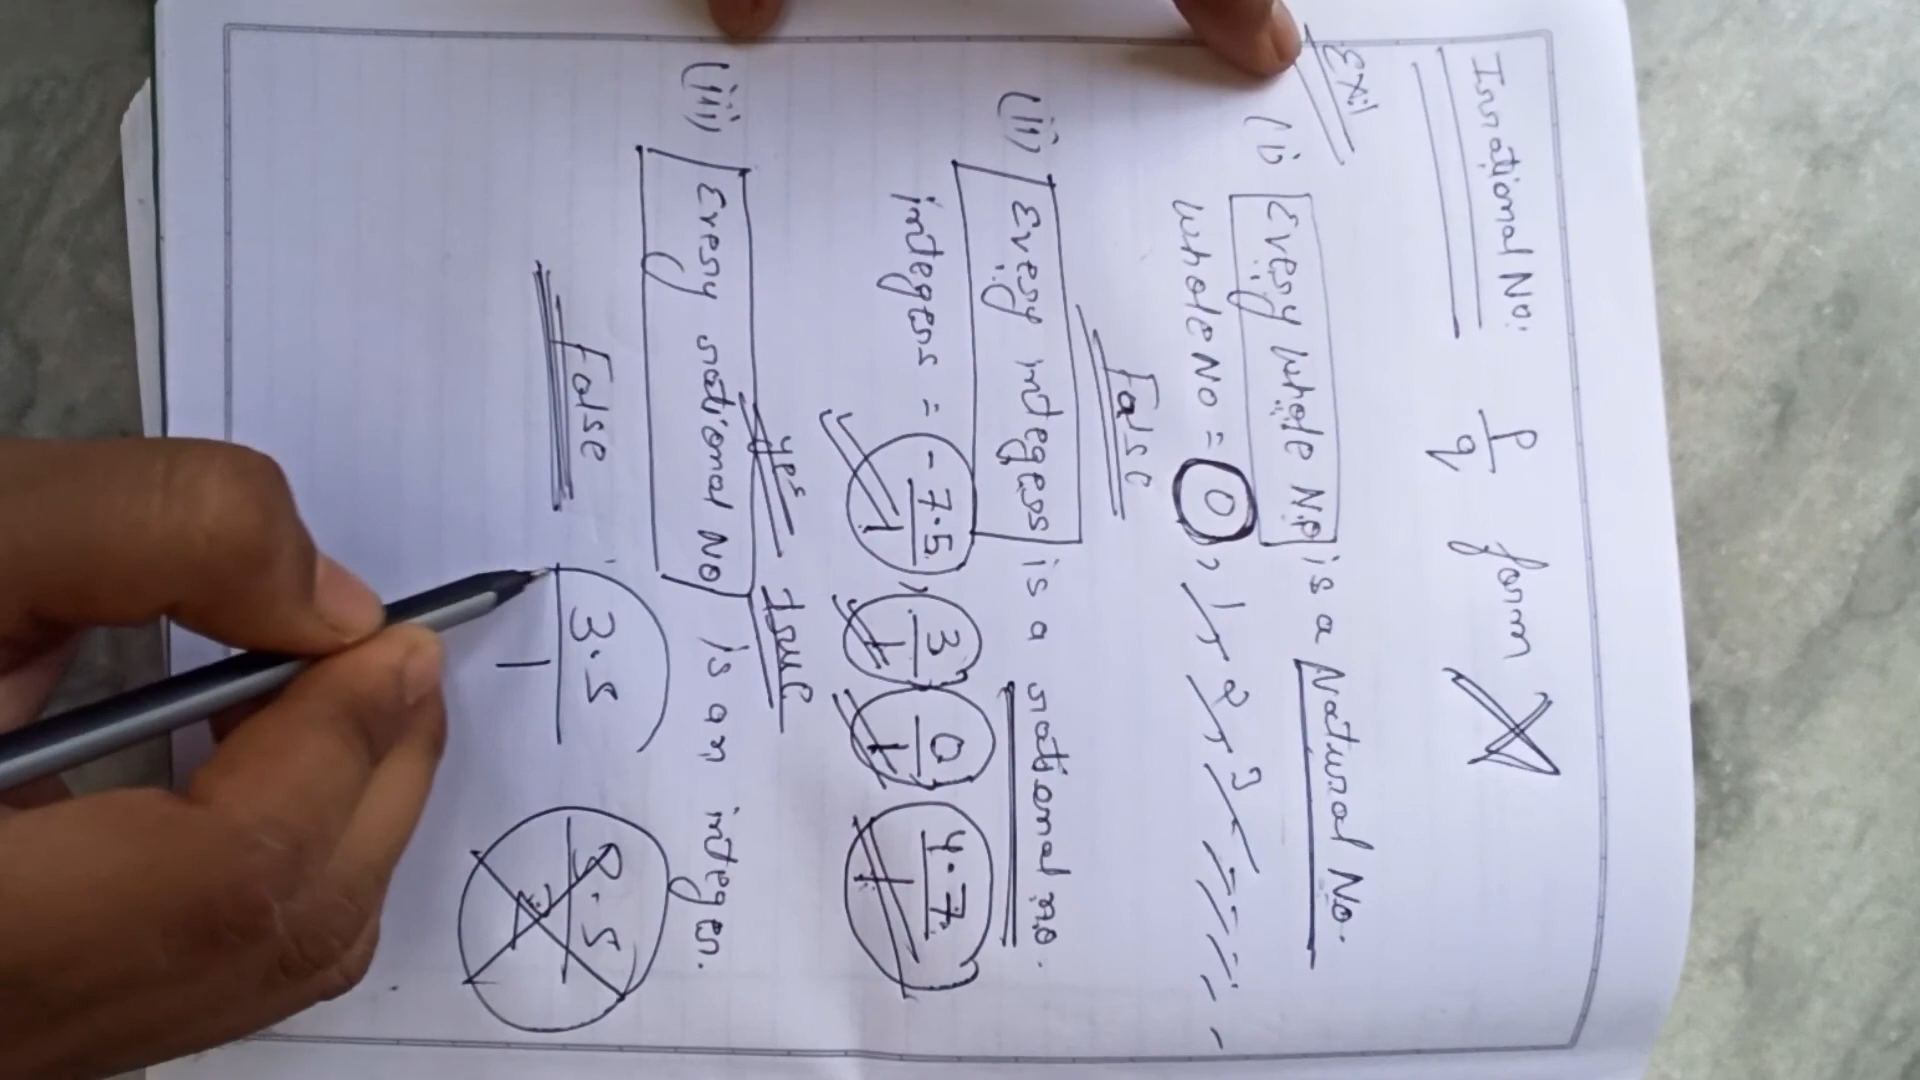 Irrational No: p/q form
Ex:1
(i) Every whole No is a Natural No.
whole No = 0, 1, 2, 3
False
(ii) Every integers is a rational no.
integers = -7.5/1, 3/1, 0/1, 4.7/1
yes True
(iii) Every rational No is an integer.
False 3.5/1